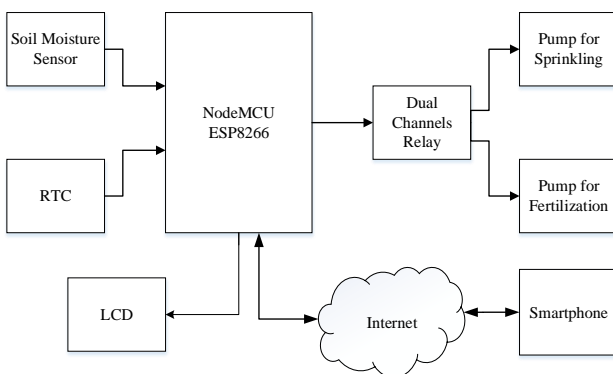 Soil Moisture
Sensor
NodeMCU
ESP8266
RTC
LCD
Dual
Channels
Relay
Pump for
Sprinkling
Pump for
Fertilization
Internet
Smartphone